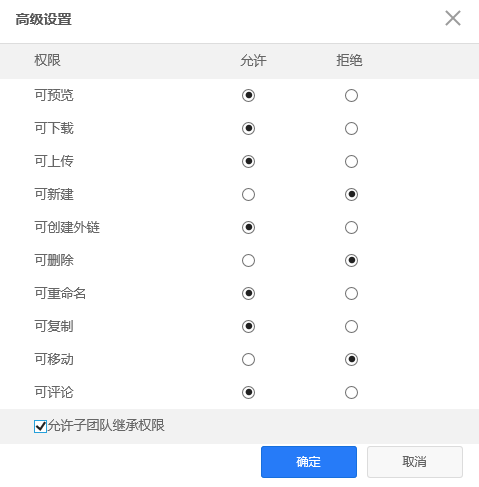 高级设置
权限 允许 拒绝
可预览
可下载
可上传
可新建
可创建外链
可删除
可重命名
可复制
可移动
可评论
允许子团队继承权限
确定 取消